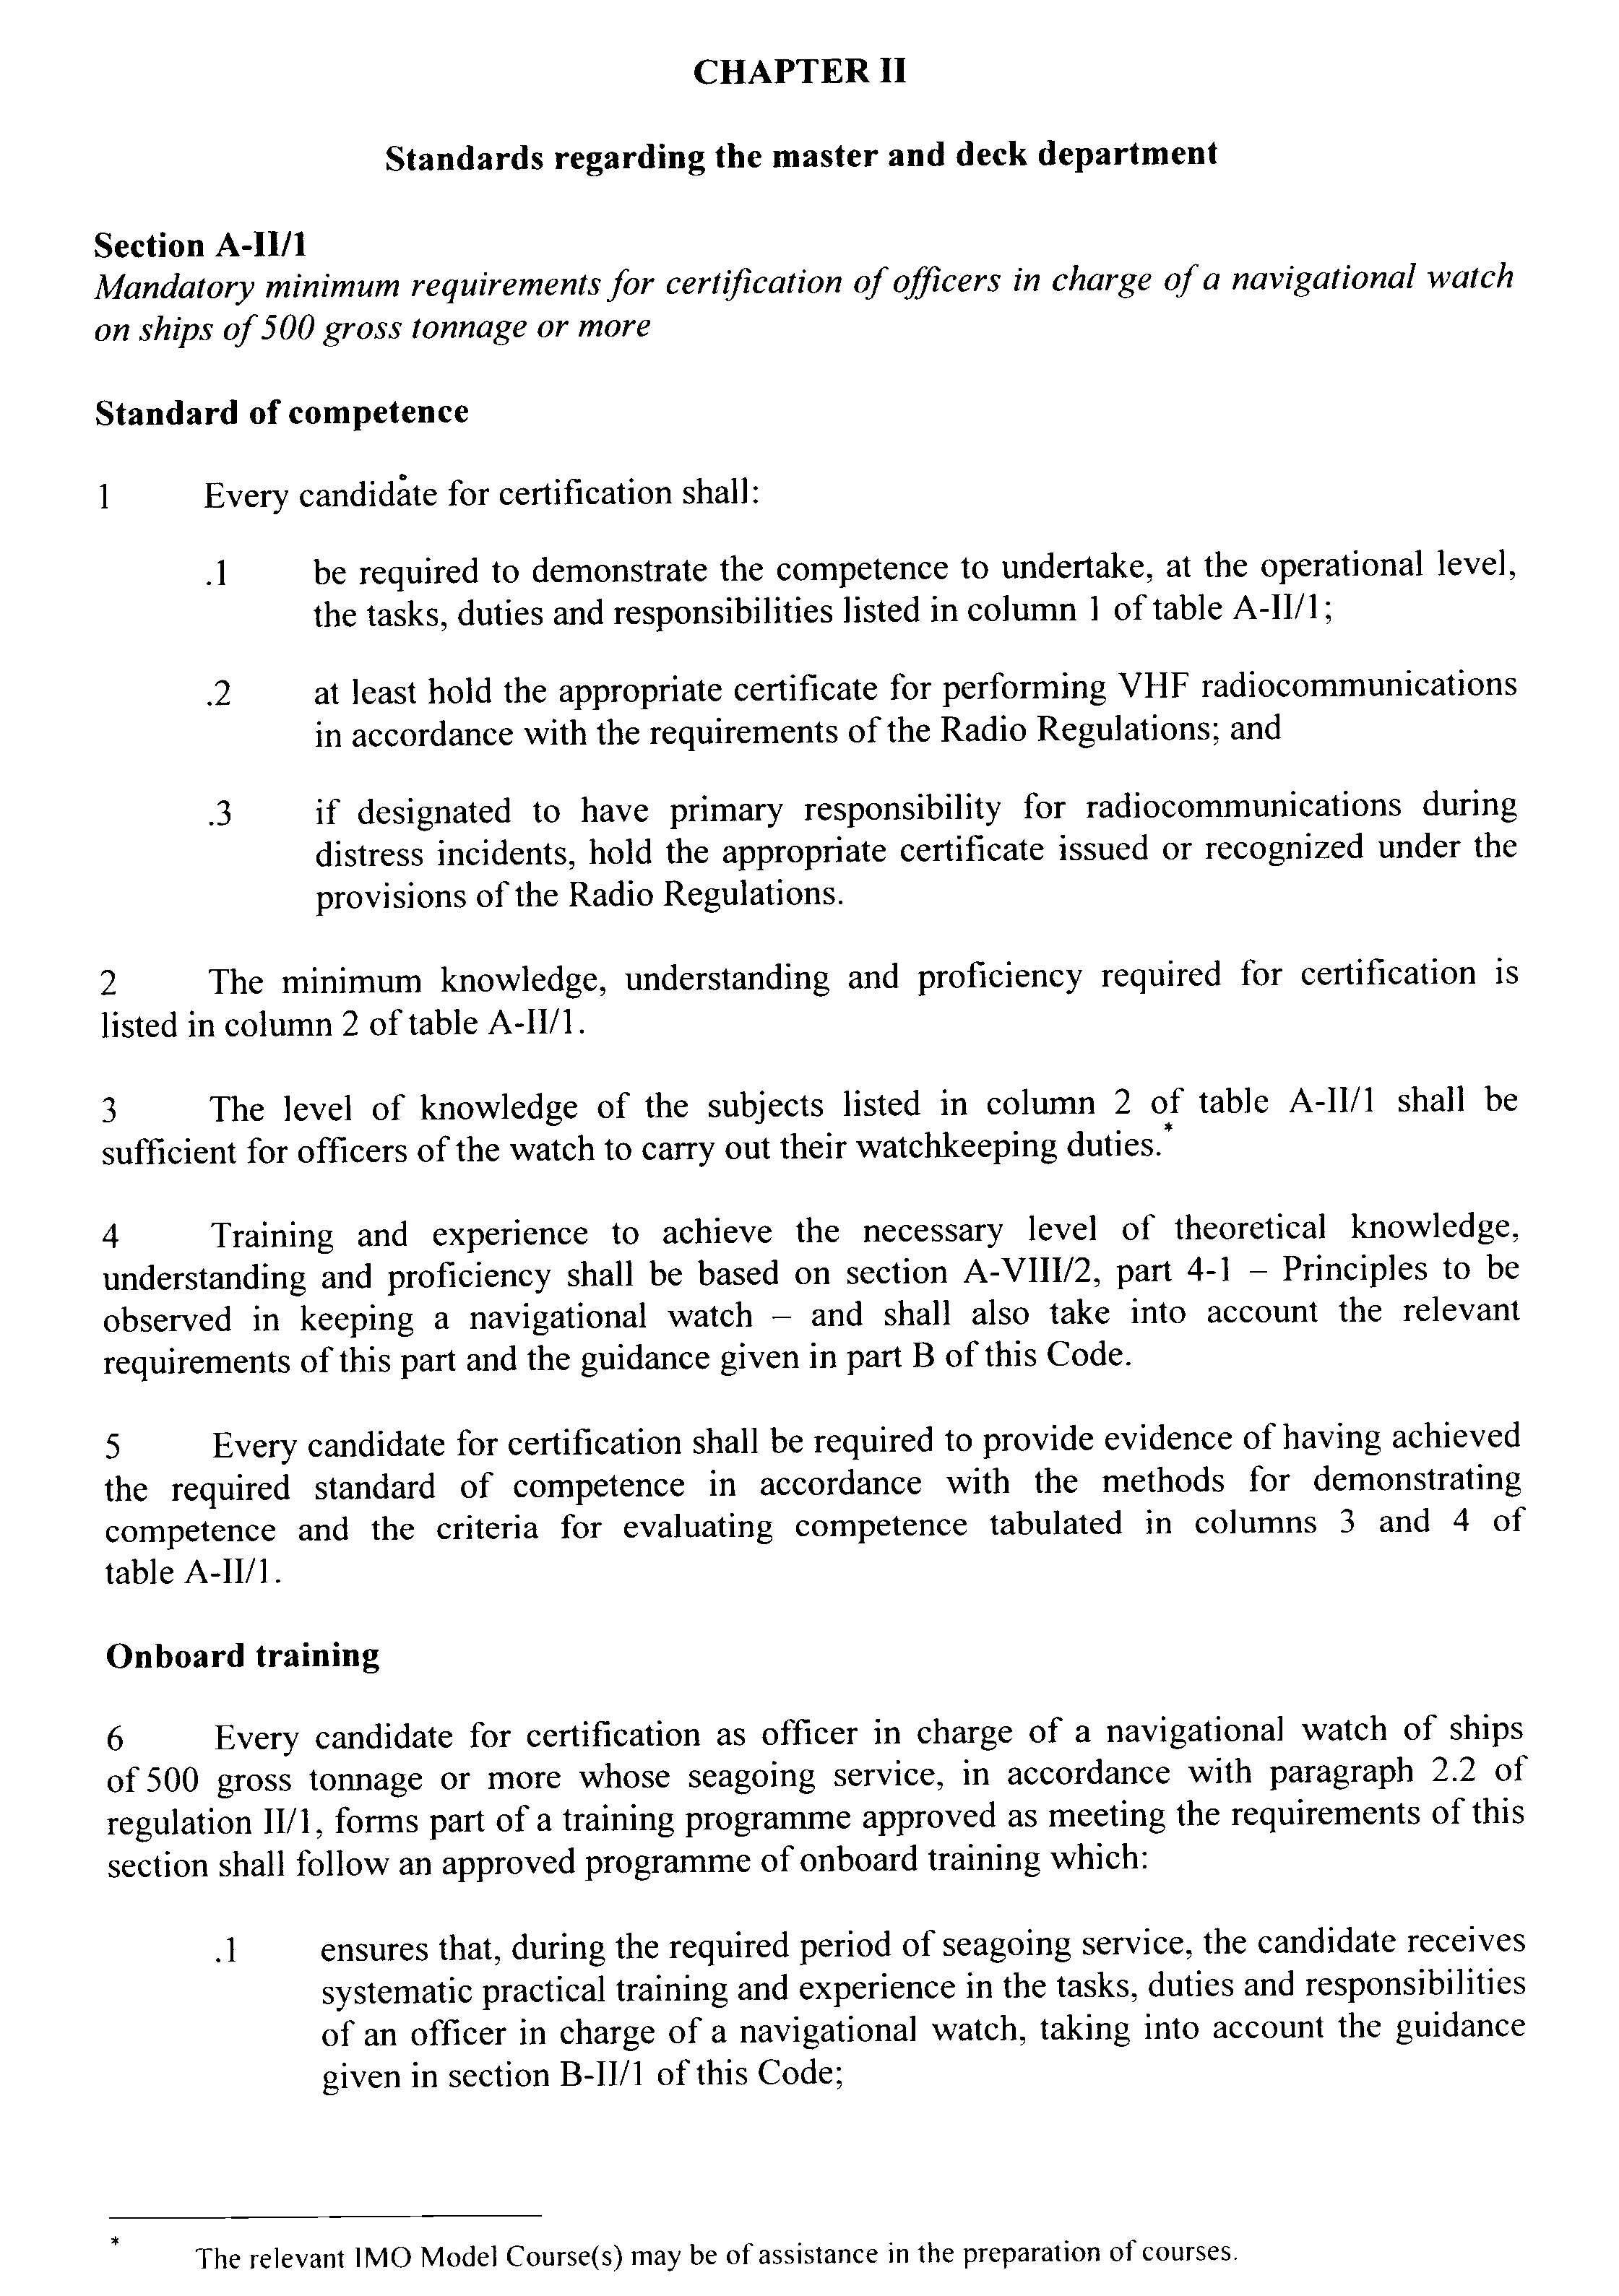 CHAPTER II
Standards regarding the master and deck department
Section A-II/1
Mandatory minimum requirements for certification of officers in charge of a navigational watch
on ships of 500 gross tonnage or more
Standard of competence
1 Every candidate for certification shall:
.1 be required to demonstrate the competence to undertake, at the operational level,
the tasks, duties and responsibilities listed in column 1 of table A-II/1;
.2 at least hold the appropriate certificate for performing VHF radiocommunications
in accordance with the requirements of the Radio Regulations; and
.3 if designated to have primary responsibility for radiocommunications during
distress incidents, hold the appropriate certificate issued or recognized under the
provisions of the Radio Regulations.
2 The minimum knowledge, understanding and proficiency required for certification is
listed in column 2 of table A-II/1.
3 The level of knowledge of the subjects listed in column 2 of table A-II/1 shall be
sufficient for officers of the watch to carry out their watchkeeping duties.*
4 Training and experience to achieve the necessary level of theoretical knowledge,
understanding and proficiency shall be based on section A-VIII/2, part 4-1 – Principles to be
observed in keeping a navigational watch – and shall also take into account the relevant
requirements of this part and the guidance given in part B of this Code.
5 Every candidate for certification shall be required to provide evidence of having achieved
the required standard of competence in accordance with the methods for demonstrating
competence and the criteria for evaluating competence tabulated in columns 3 and 4 of
table A-II/1.
Onboard training
6 Every candidate for certification as officer in charge of a navigational watch of ships
of 500 gross tonnage or more whose seagoing service, in accordance with paragraph 2.2 of
regulation II/1, forms part of a training programme approved as meeting the requirements of this
section shall follow an approved programme of onboard training which:
.1 ensures that, during the required period of seagoing service, the candidate receives
systematic practical training and experience in the tasks, duties and responsibilities
of an officer in charge of a navigational watch, taking into account the guidance
given in section B-II/1 of this Code;
* The relevant IMO Model Course(s) may be of assistance in the preparation of courses.